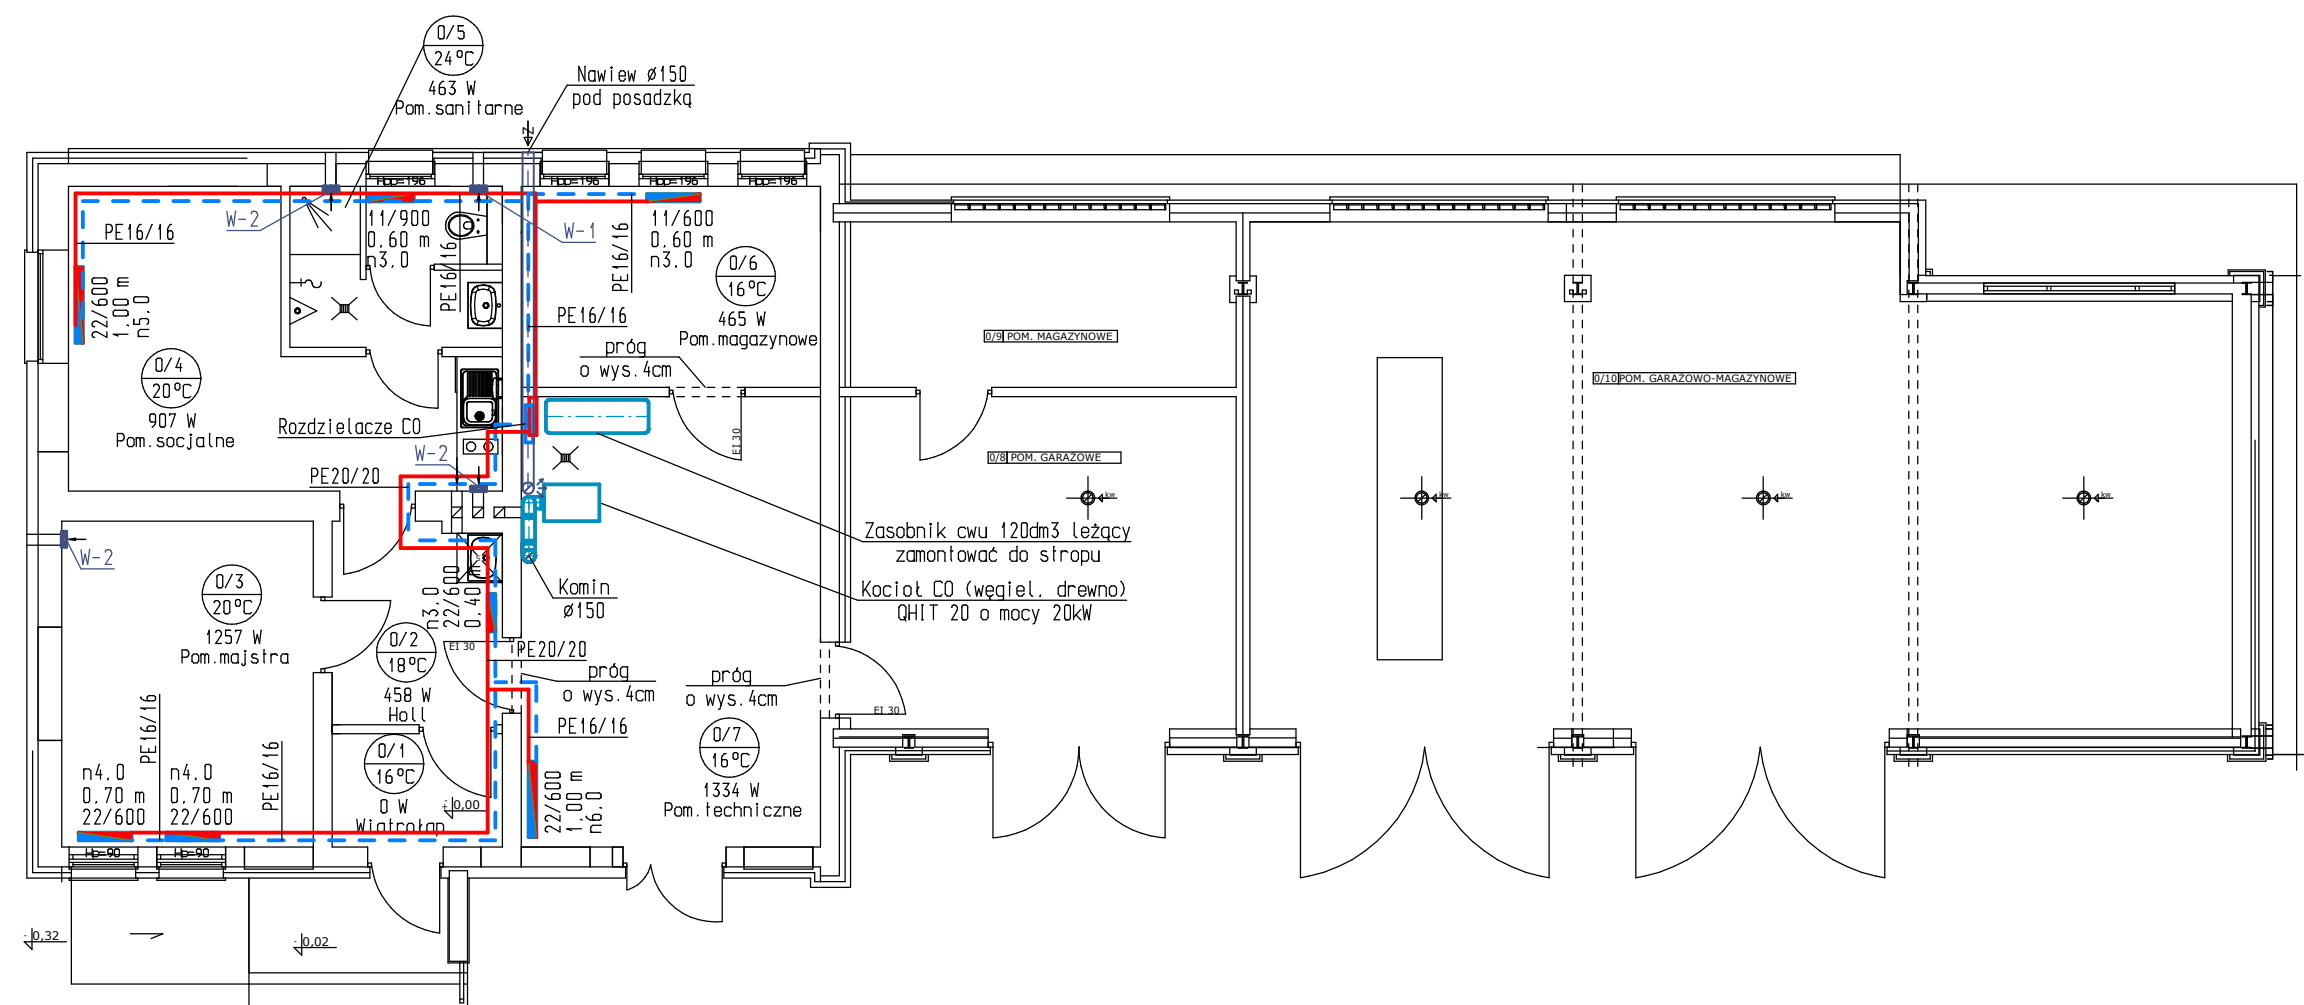 0/5
24°C
463 W
Pom.sanitarne
Nawiew ø150
pod posadzką
Z
Hpp=196
Hpp=196
Hpp=196
Hpp=196
W-2
W-1
PE16/16
11/900
0,60 m
n3,0
PE16/16
PE16/16
11/600
0,60 m
n3,0
0/6
16°C
465 W
Pom.magazynowe
22/600
1,00 m
n5,0
PE16/16
próg
o wys.4cm
0/4
20°C
907 W
Pom.socjalne
Rozdzielacze CO
W-2
PE20/20
EI 30
0/9 POM. MAGAZYNOWE
0/10 POM. GARAŻOWO-MAGAZYNOWE
0/8 POM. GARAŻOWE
kw
kw
kw
kw
Zasobnik cwu 120dm3 leżący
zamontować do stropu
Kocioł CO (węgiel, drewno)
QHIT 20 o mocy 20kW
Komin
ø150
W-2
0/3
20°C
1257 W
Pom.majstra
n3,0
22/600
0,40 m
0/2
18°C
458 W
Holl
EI 30
PE20/20
próg
o wys.4cm
próg
o wys.4cm
EI 30
PE16/16
PE16/16
PE16/16
0/1
16°C
0 W
Wiatrołap
0/7
16°C
1334 W
Pom.techniczne
n4,0
0,70 m
22/600
n4,0
0,70 m
22/600
22/600
1,00 m
n6,0
0,00
Hp=90
Hp=90
- 0,32
- 0,02